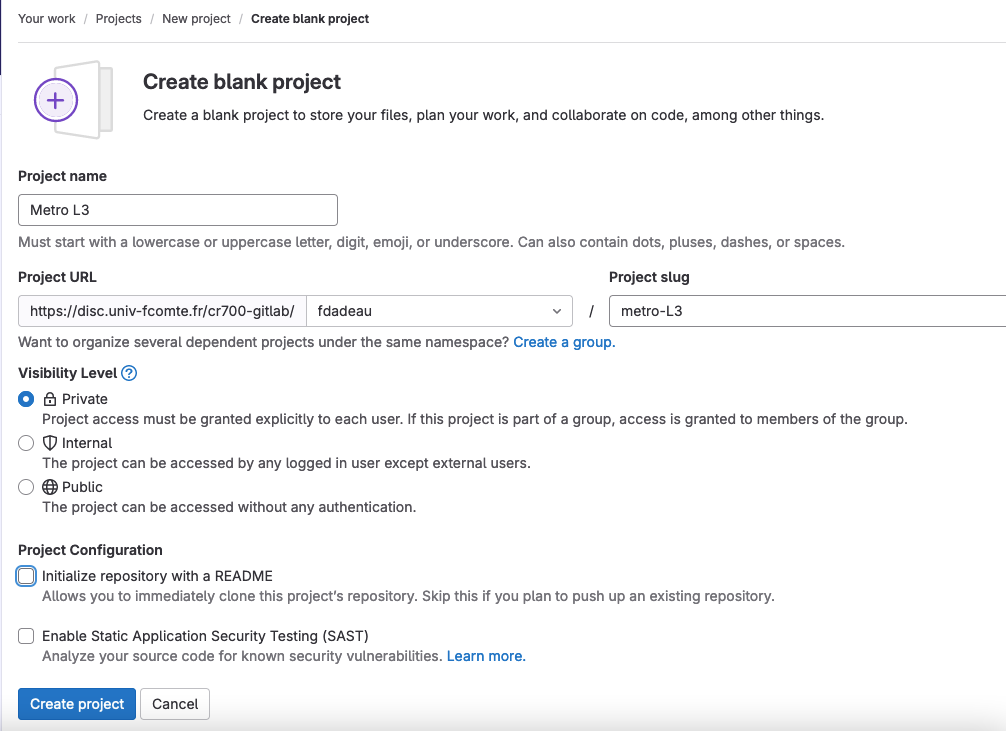 Your work / Projects / New project / Create blank project
Create blank project
Create a blank project to store your files, plan your work, and collaborate on code, among other things.
Project name
Metro L3
Must start with a lowercase or uppercase letter, digit, emoji, or underscore. Can also contain dots, pluses, dashes, or spaces.
Project URL
Project slug
https://disc.univ-fcomte.fr/cr700-gitlab/ fdadeau / metro-L3
Want to organize several dependent projects under the same namespace? Create a group.
Visibility Level ?
Private
Project access must be granted explicitly to each user. If this project is part of a group, access is granted to members of the group.
Internal
The project can be accessed by any logged in user except external users.
Public
The project can be accessed without any authentication.
Project Configuration
Initialize repository with a README
Allows you to immediately clone this project’s repository. Skip this if you plan to push up an existing repository.
Enable Static Application Security Testing (SAST)
Analyze your source code for known security vulnerabilities. Learn more.
Create project Cancel